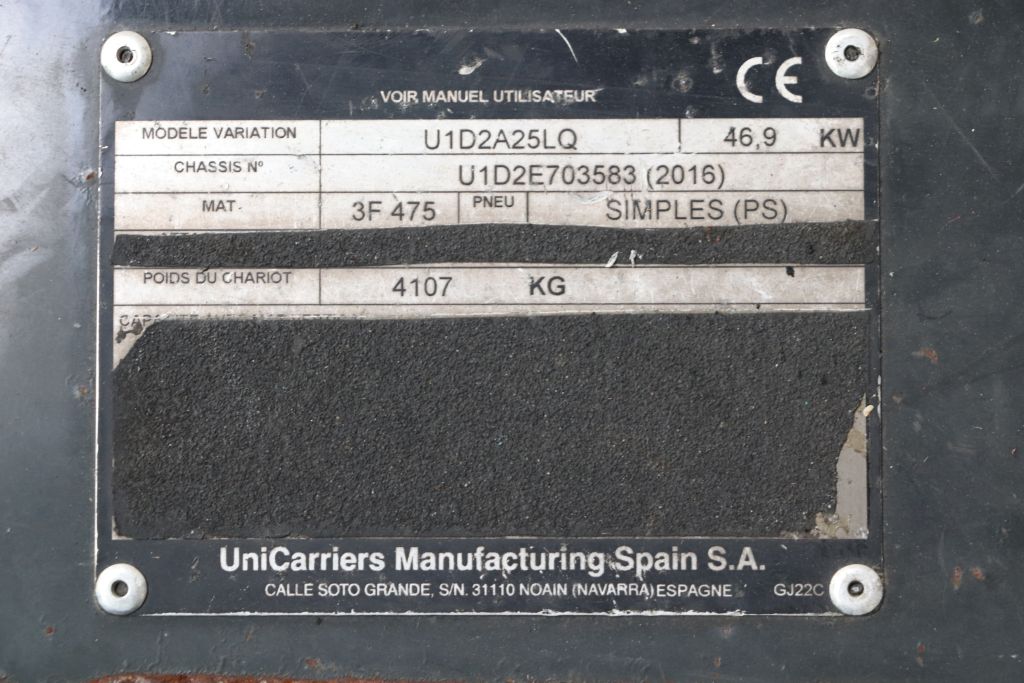 CE
VOIR MANUEL UTILISATEUR
MODELE VARIATION U1D2A25LQ 46,9 KW
CHASSIS Nº U1D2E703583 (2016)
MAT. 3F 475 PNEU SIMPLES (PS)
POIDS DU CHARIOT 4107 KG
UniCarriers Manufacturing Spain S.A.
CALLE SOTO GRANDE, S/N. 31110 NOAIN (NAVARRA) ESPAGNE GJ22C